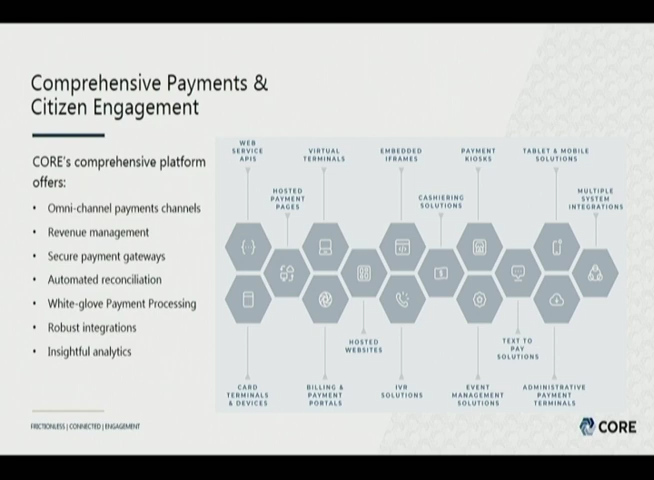 Comprehensive Payments &
Citizen Engagement
CORE's comprehensive platform
offers:
• Omni-channel payments channels
• Revenue management
• Secure payment gateways
• Automated reconciliation
• White-glove Payment Processing
• Robust integrations
• Insightful analytics
WEB
SERVICE
APIS
VIRTUAL
TERMINALS
EMBEDDED
IFRAMES
PAYMENT
KIOSKS
TABLET & MOBILE
SOLUTIONS
HOSTED
PAYMENT
PAGES
CASHIERING
SOLUTIONS
MULTIPLE
SYSTEM
INTEGRATIONS
HOSTED
WEBSITES
TEXT TO
PAY
SOLUTIONS
CARD
TERMINALS
& DEVICES
BILLING &
PAYMENT
PORTALS
IVR
SOLUTIONS
EVENT
MANAGEMENT
SOLUTIONS
ADMINISTRATIVE
PAYMENT
TERMINALS
FRICTIONLESS | CONNECTED | ENGAGEMENT
CORE